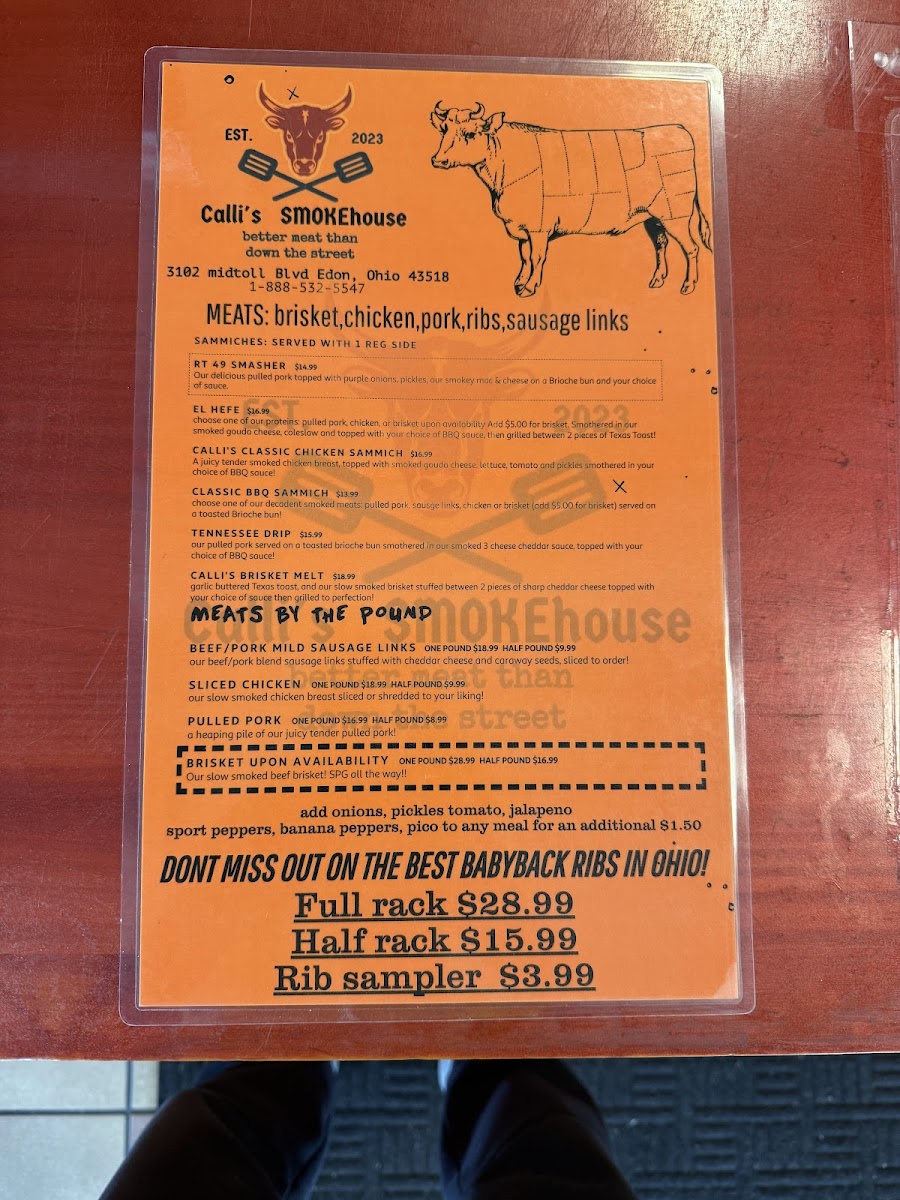 EST. 2023
Calli's SMOKEhouse
better meat than
down the street
3102 midtoll Blvd Edon, Ohio 43518
1-888-532-5547
MEATS: brisket,chicken,pork,ribs,sausage links
SAMMICHES: SERVED WITH 1 REG SIDE
RT 49 SMASHER $14.99
Our delicious pulled pork topped with purple onions, pickles, our smokey mac & cheese on a Brioche bun and your choice
of sauce.
EL HEFE $16.99
choose one of our proteins: pulled pork, chicken, or brisket upon availability Add $5.00 for brisket. Smothered in our
smoked gouda cheese, coleslaw and topped with your choice of BBQ sauce, then grilled between 2 pieces of Texas Toast!
CALLI'S CLASSIC CHICKEN SAMMICH $16.99
A juicy tender smoked chicken breast, topped with smoked gouda cheese, lettuce, tomato and pickles smothered in your
choice of BBQ sauce!
CLASSIC BBQ SAMMICH $13.99
choose one of our decadent smoked meats: pulled pork, sausge links, chicken or brisket (add $5.00 for brisket) served on
a toasted Brioche bun!
TENNESSEE DRIP $15.99
our pulled pork served on a toasted brioche bun smothered in our smoked 3 cheese cheddar sauce, topped with your
choice of BBQ sauce!
CALLI'S BRISKET MELT $18.99
garlic buttered Texas toast, and our slow smoked brisket stuffed between 2 pieces of sharp cheddar cheese topped with
your choice of sauce then grilled to perfection!
MEATS BY THE POUND
BEEF/PORK MILD SAUSAGE LINKS ONE POUND $18.99 HALF POUND $9.99
our beef/pork blend sausage links stuffed with cheddar cheese and caraway seeds, sliced to order!
SLICED CHICKEN ONE POUND $18.99 HALF POUND $9.99
our slow smoked chicken breast sliced or shredded to your liking!
PULLED PORK ONE POUND $16.99 HALF POUND $8.99
a heaping pile of our juicy tender pulled pork!
BRISKET UPON AVAILABILITY ONE POUND $28.99 HALF POUND $16.99
Our slow smoked beef brisket! SPG all the way!!
add onions, pickles tomato, jalapeno
sport peppers, banana peppers, pico to any meal for an additional $1.50
DONT MISS OUT ON THE BEST BABYBACK RIBS IN OHIO!
Full rack $28.99
Half rack $15.99
Rib sampler $3.99
EST. 2023
Calli's SMOKEhouse
better meat than
down the street